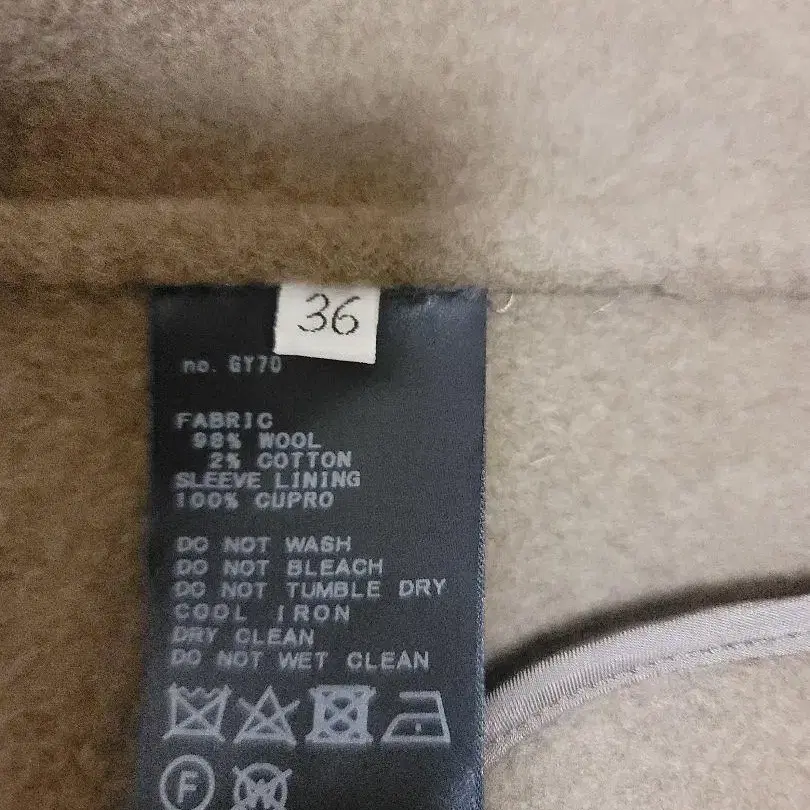 36
no. GY70
FABRIC
98% WOOL
2% COTTON
SLEEVE LINING
100% CUPRO
DO NOT WASH
DO NOT BLEACH
DO NOT TUMBLE DRY
COOL IRON
DRY CLEAN
DO NOT WET CLEAN
F W